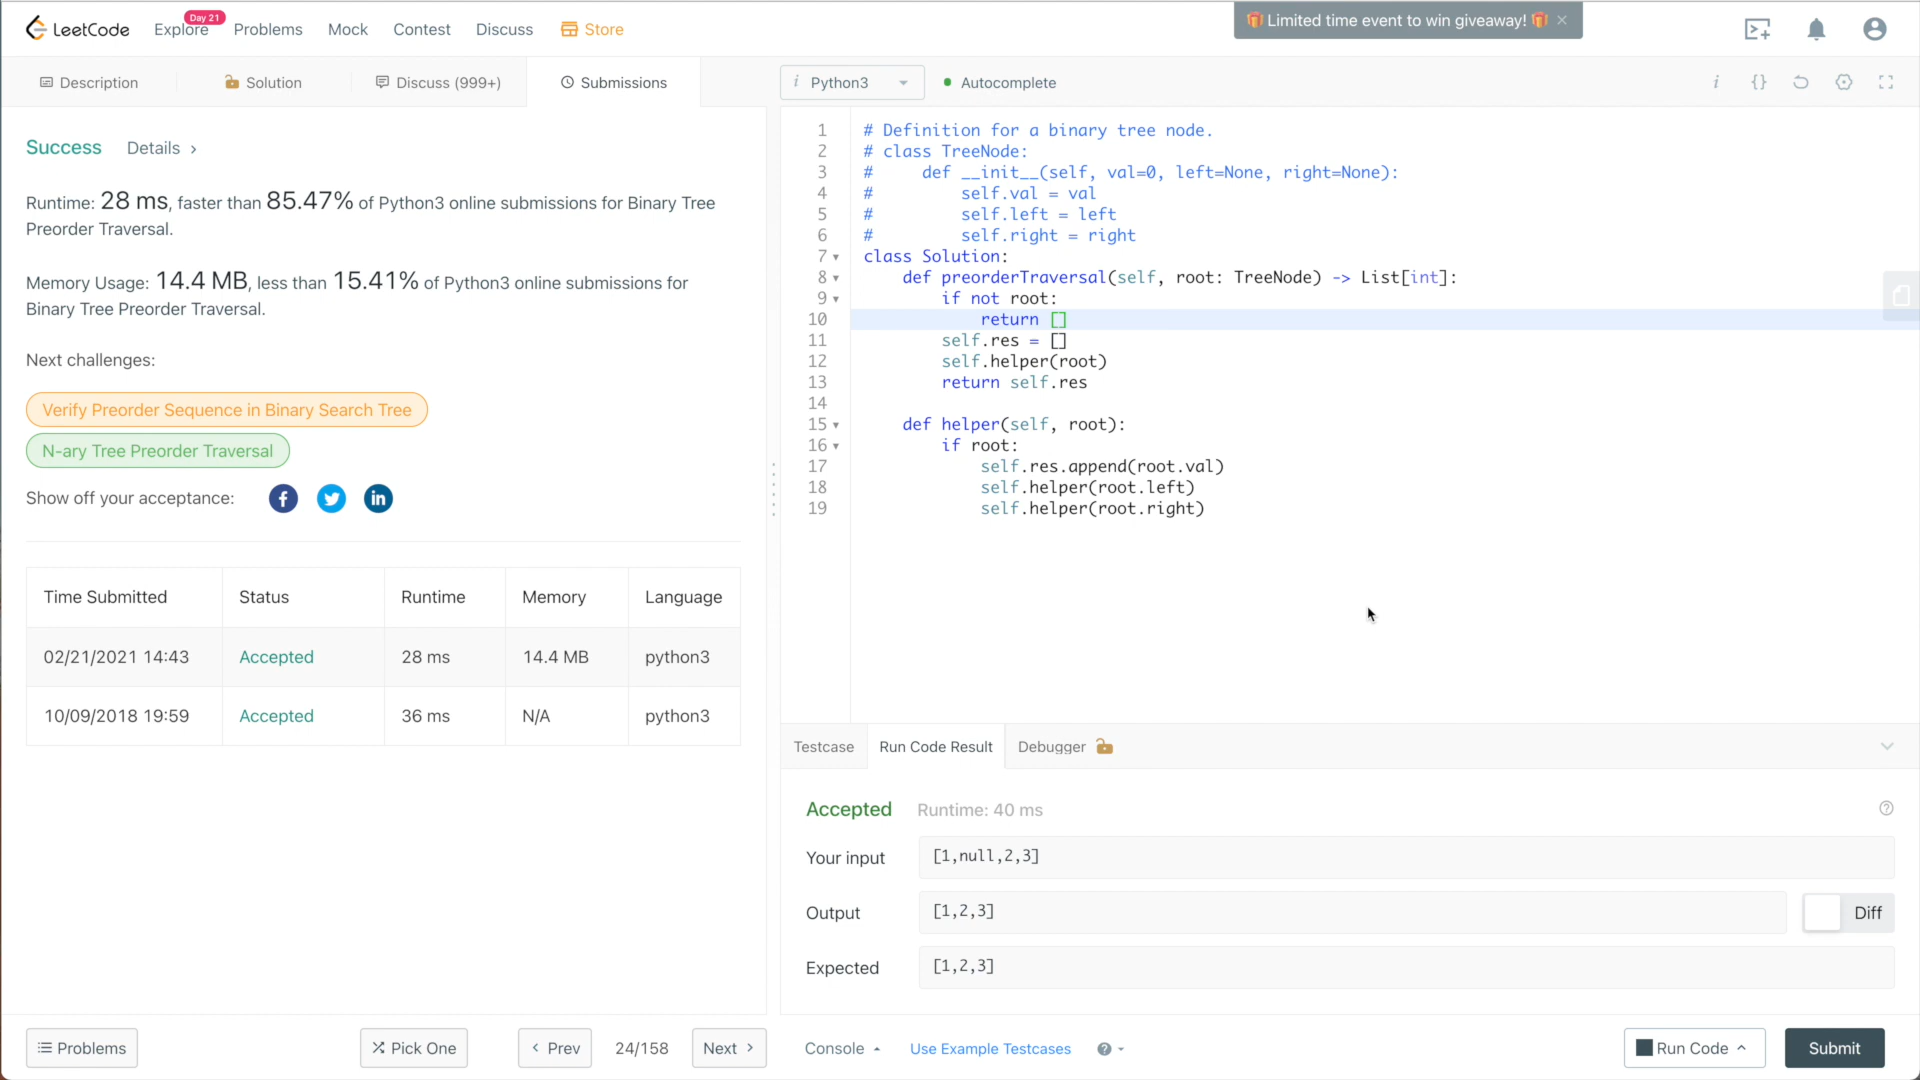 LeetCode
Explore
Day 21
Problems
Mock
Contest
Discuss
Store
Limited time event to win giveaway!
Description
Solution
Discuss (999+)
Submissions
Success
Details
Runtime: 28 ms, faster than 85.47% of Python3 online submissions for Binary Tree
Preorder Traversal.
Memory Usage: 14.4 MB, less than 15.41% of Python3 online submissions for
Binary Tree Preorder Traversal.
Next challenges:
Verify Preorder Sequence in Binary Search Tree
N-ary Tree Preorder Traversal
Show off your acceptance:
Time Submitted Status Runtime Memory Language
02/21/2021 14:43 Accepted 28 ms 14.4 MB python3
10/09/2018 19:59 Accepted 36 ms N/A python3
Problems
Pick One
Prev
24/158
Next
i Python3
Autocomplete
i {}
1 # Definition for a binary tree node.
2 # class TreeNode:
3 #     def __init__(self, val=0, left=None, right=None):
4 #         self.val = val
5 #         self.left = left
6 #         self.right = right
7 class Solution:
8     def preorderTraversal(self, root: TreeNode) -> List[int]:
9         if not root:
10             return []
11         self.res = []
12         self.helper(root)
13         return self.res
14
15     def helper(self, root):
16         if root:
17             self.res.append(root.val)
18             self.helper(root.left)
19             self.helper(root.right)
Testcase
Run Code Result
Debugger
Accepted
Runtime: 40 ms
Your input
[1,null,2,3]
Output
[1,2,3]
Diff
Expected
[1,2,3]
Console
Use Example Testcases
Run Code
Submit